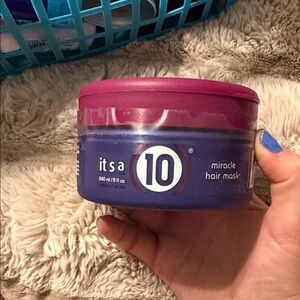 it's a
10®
240 ml / 8 fl oz
miracle
hair mask